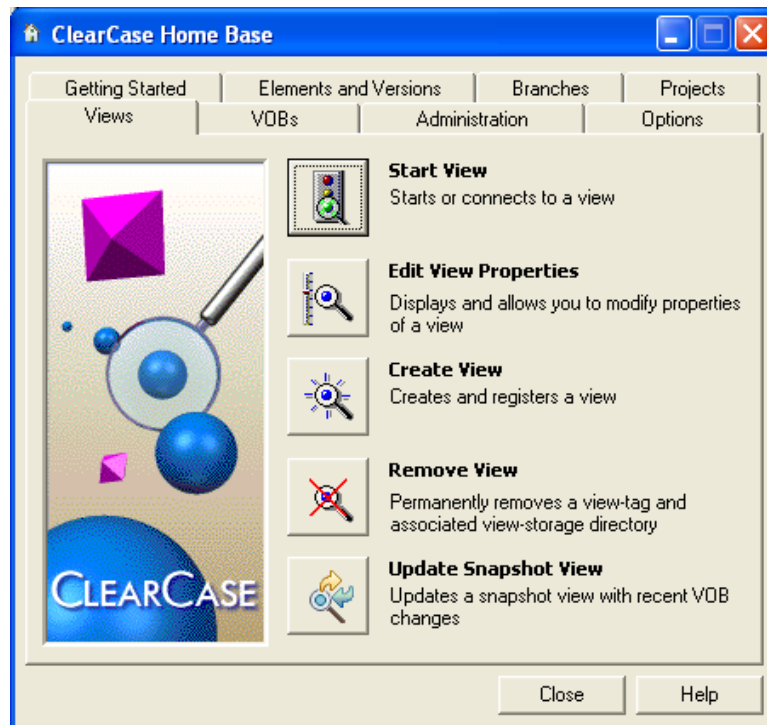 ClearCase Home Base
Getting Started Elements and Versions Branches Projects
Views VOBs Administration Options
Start View
Starts or connects to a view
Edit View Properties
Displays and allows you to modify properties
of a view
Create View
Creates and registers a view
Remove View
Permanently removes a view-tag and
associated view-storage directory
Update Snapshot View
Updates a snapshot view with recent VOB
changes
CLEARCASE
Close Help